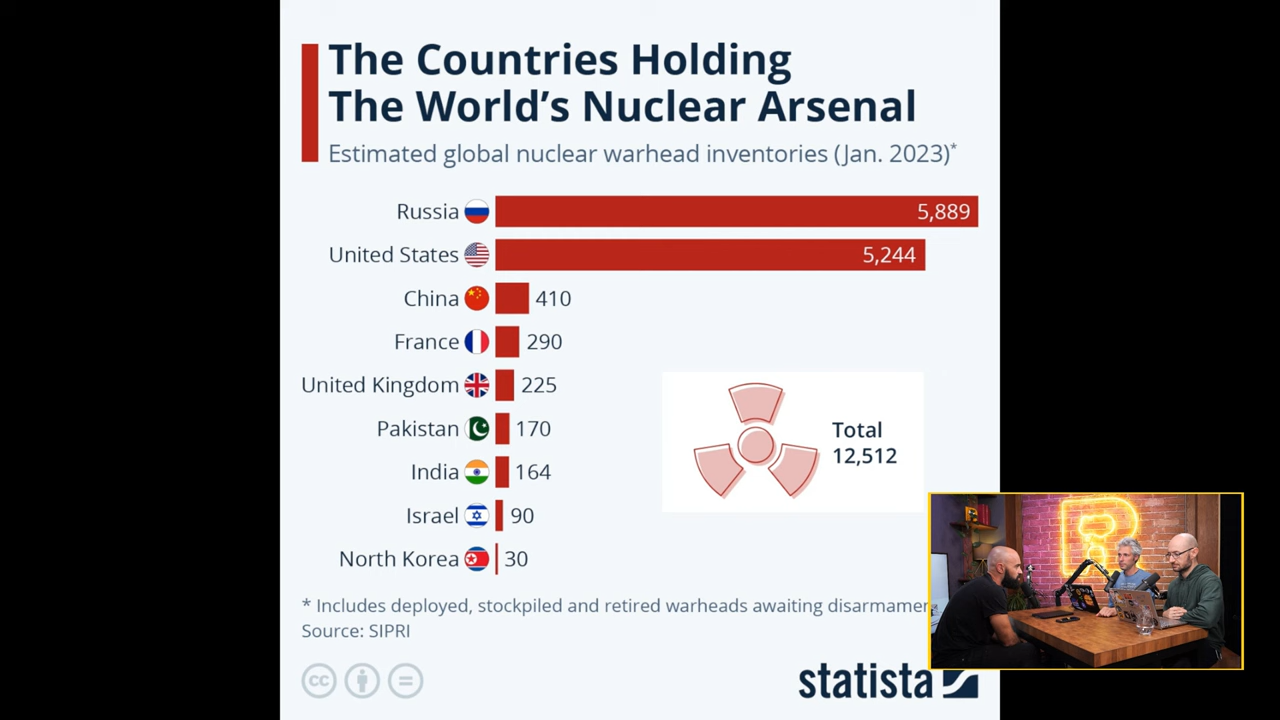 The Countries Holding
The World's Nuclear Arsenal
Estimated global nuclear warhead inventories (Jan. 2023)*
Russia 5,889
United States 5,244
China 410
France 290
United Kingdom 225
Pakistan 170
India 164
Israel 90
North Korea 30
Total
12,512
* Includes deployed, stockpiled and retired warheads awaiting
Source: SIPRI
cc
statista